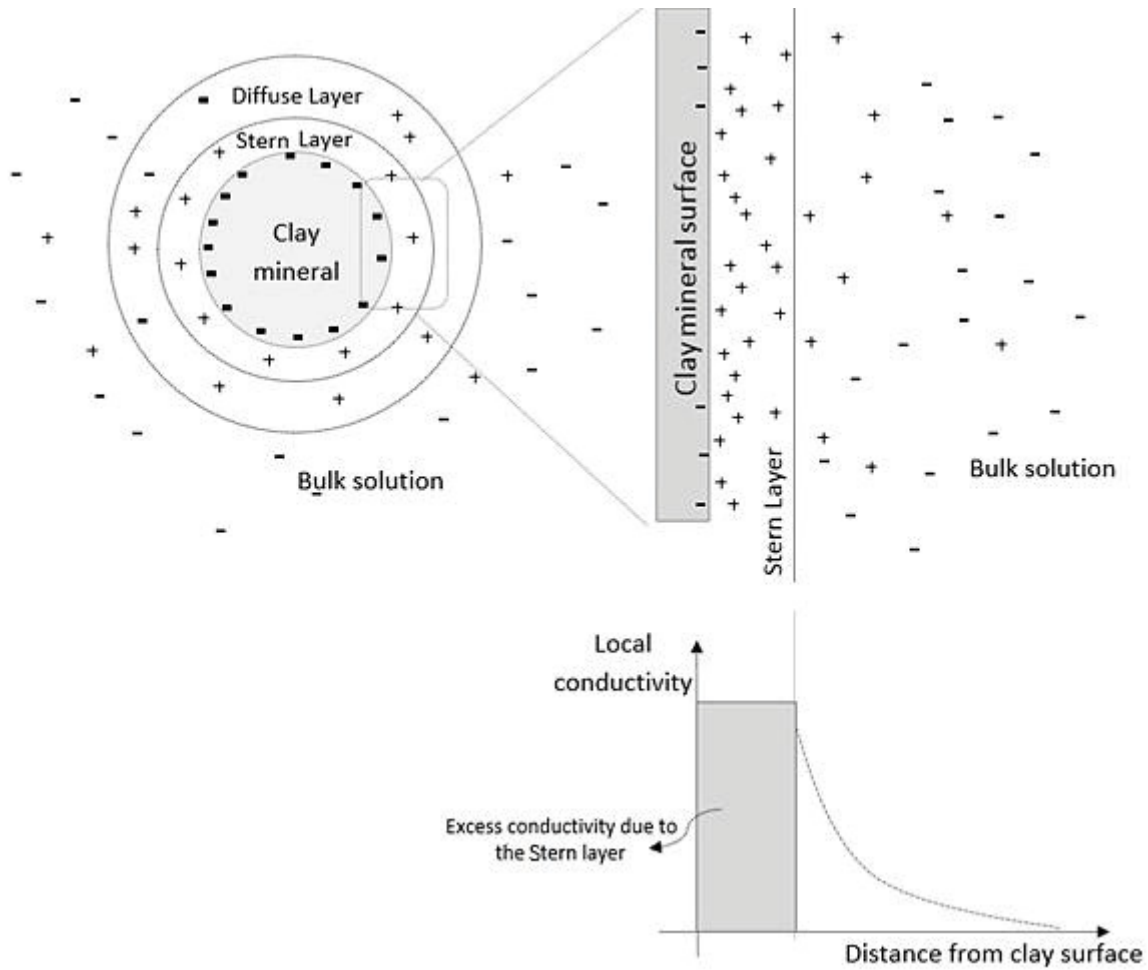 Diffuse Layer
Stern Layer
Clay
mineral
Bulk solution
Clay mineral surface
Stern Layer
Bulk solution
Local
conductivity
Excess conductivity due to
the Stern layer
Distance from clay surface